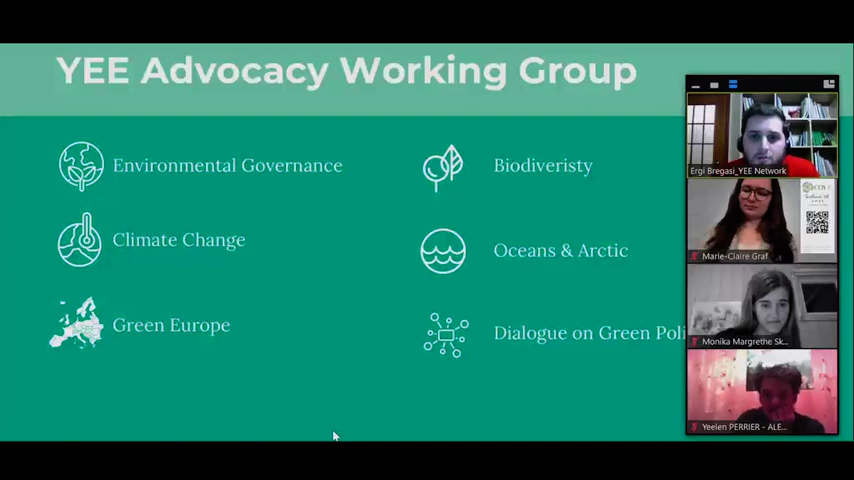 YEE Advocacy Working Group
Environmental Governance
Biodiveristy
Climate Change
Oceans & Arctic
Green Europe
Dialogue on Green Poli
Ergi Bregasi_YEE Network
Marie-Claire Graf
Monika Margrethe Sk...
Yeelen PERRIER - ALE...